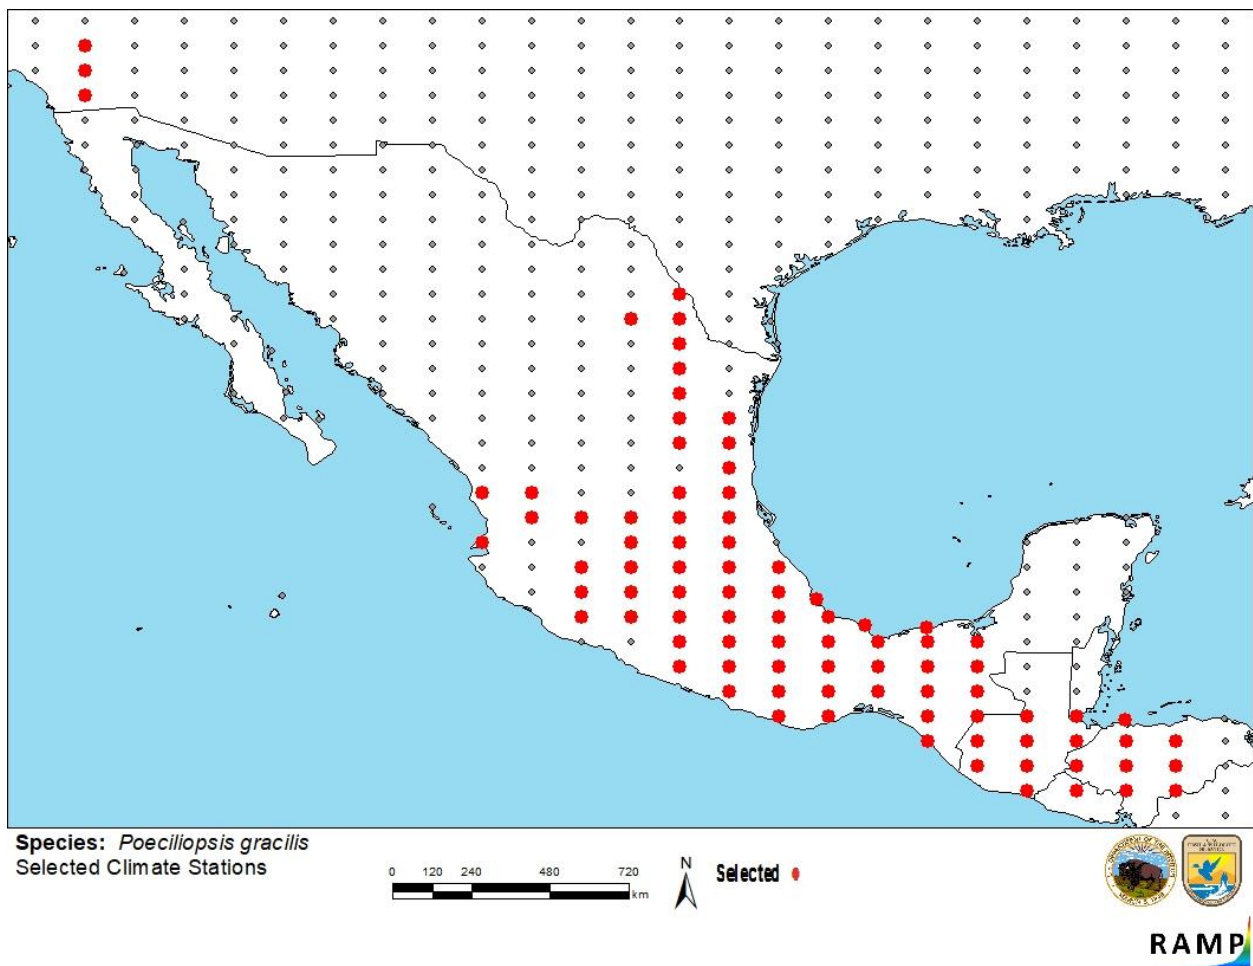 Species: Poeciliopsis gracilis
Selected Climate Stations
0 120 240 480 720
km
N
Selected
RAMP